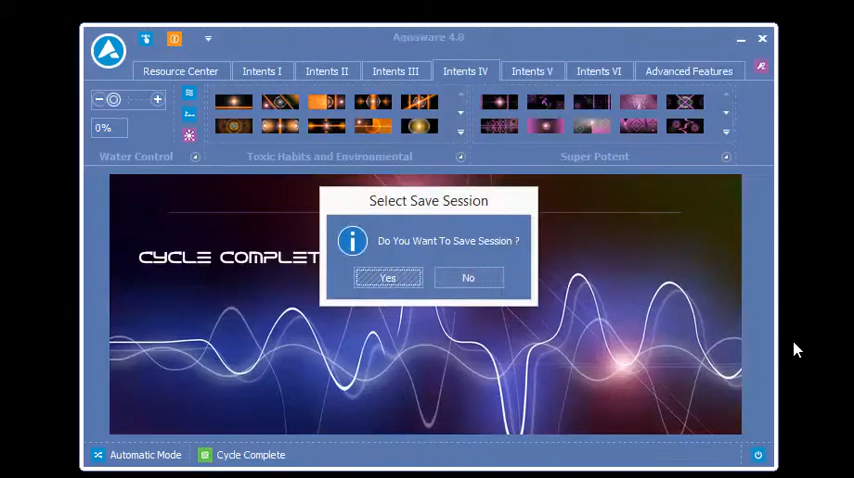 Aquaware 4.0
Resource Center
Intents I
Intents II
Intents III
Intents IV
Intents V
Intents VI
Advanced Features
0%
Water Control
Toxic Habits and Environmental
Super Potent
Select Save Session
Do You Want To Save Session ?
Yes
No
CYCLE COMPLET
Automatic Mode
Cycle Complete